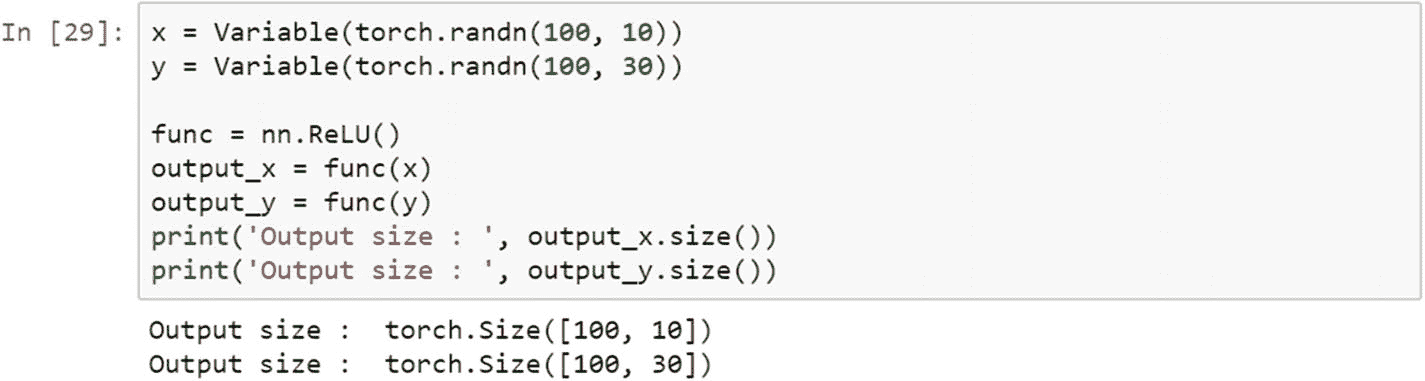 In [29]: x = Variable(torch.randn(100, 10))
y = Variable(torch.randn(100, 30))
func = nn.ReLU()
output_x = func(x)
output_y = func(y)
print('Output size : ', output_x.size())
print('Output size : ', output_y.size())
Output size :  torch.Size([100, 10])
Output size :  torch.Size([100, 30])